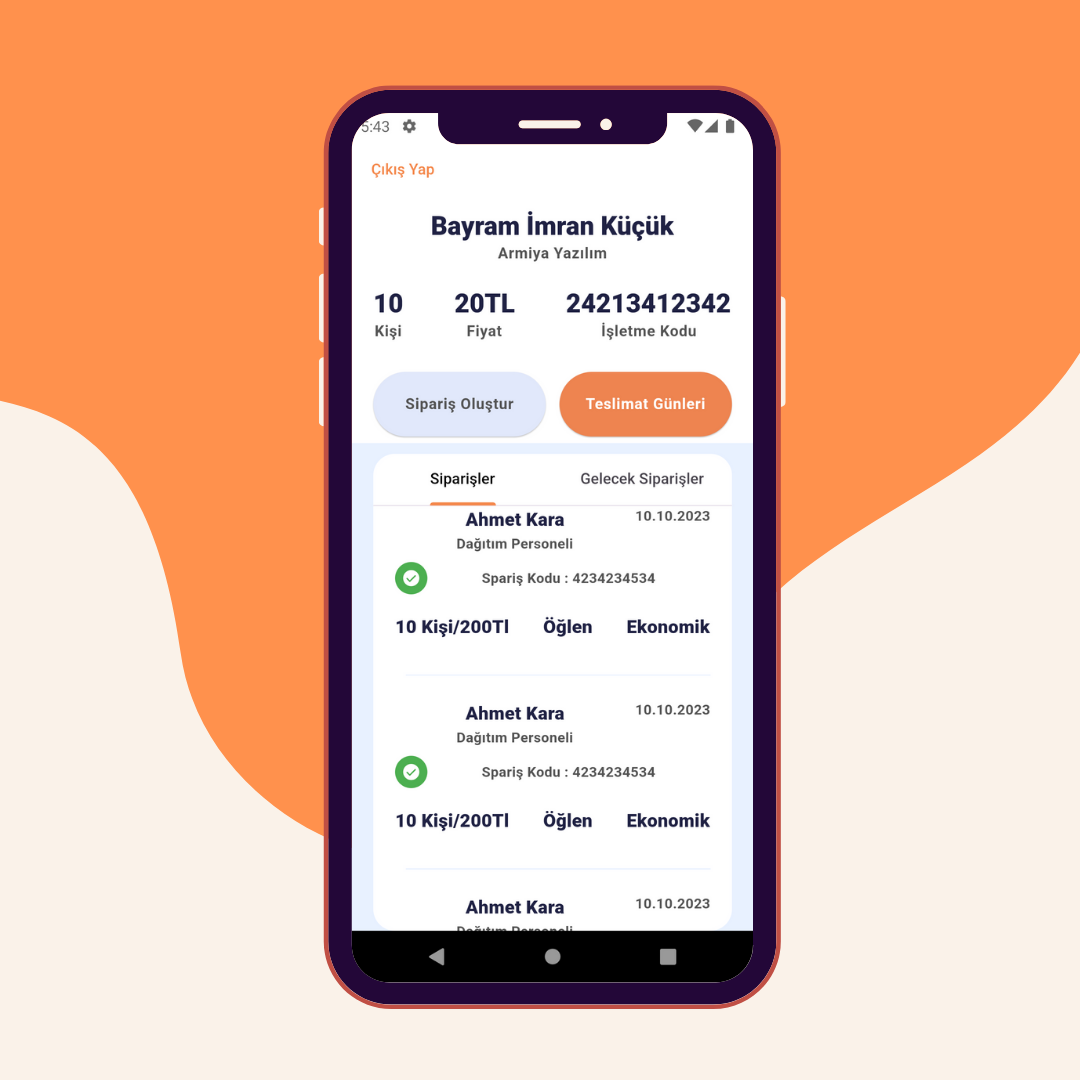 5:43
Çıkış Yap
Bayram İmran Küçük
Armiya Yazılım
10 20TL 24213412342
Kişi Fiyat İşletme Kodu
Sipariş Oluştur Teslimat Günleri
Siparişler Gelecek Siparişler
Ahmet Kara 10.10.2023
Dağıtım Personeli
Spariş Kodu : 4234234534
10 Kişi/200Tl Öğlen Ekonomik
Ahmet Kara 10.10.2023
Dağıtım Personeli
Spariş Kodu : 4234234534
10 Kişi/200Tl Öğlen Ekonomik
Ahmet Kara 10.10.2023
Dağıtım Personeli